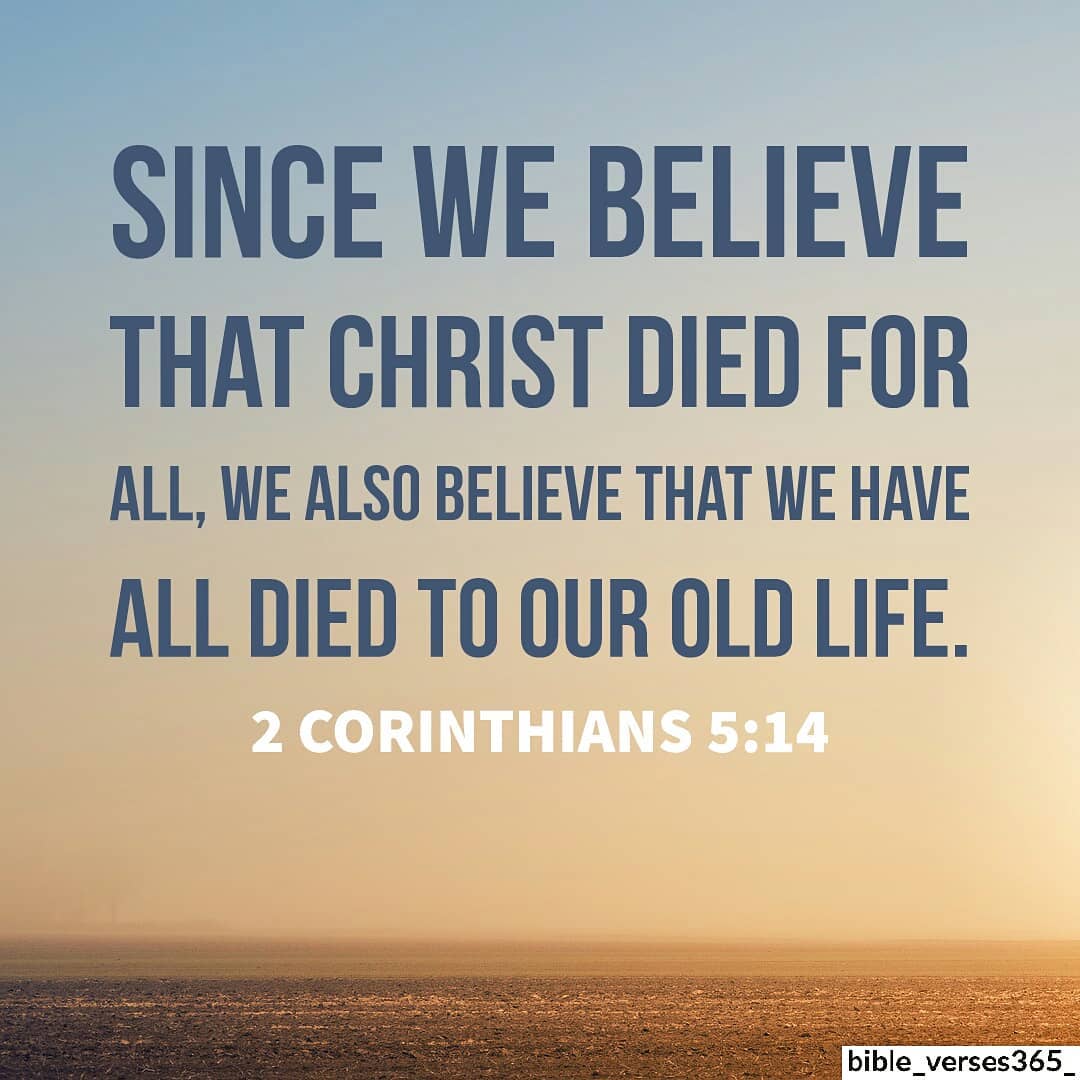 SINCE WE BELIEVE
THAT CHRIST DIED FOR
ALL, WE ALSO BELIEVE THAT WE HAVE
ALL DIED TO OUR OLD LIFE.
2 CORINTHIANS 5:14
bible_verses365_